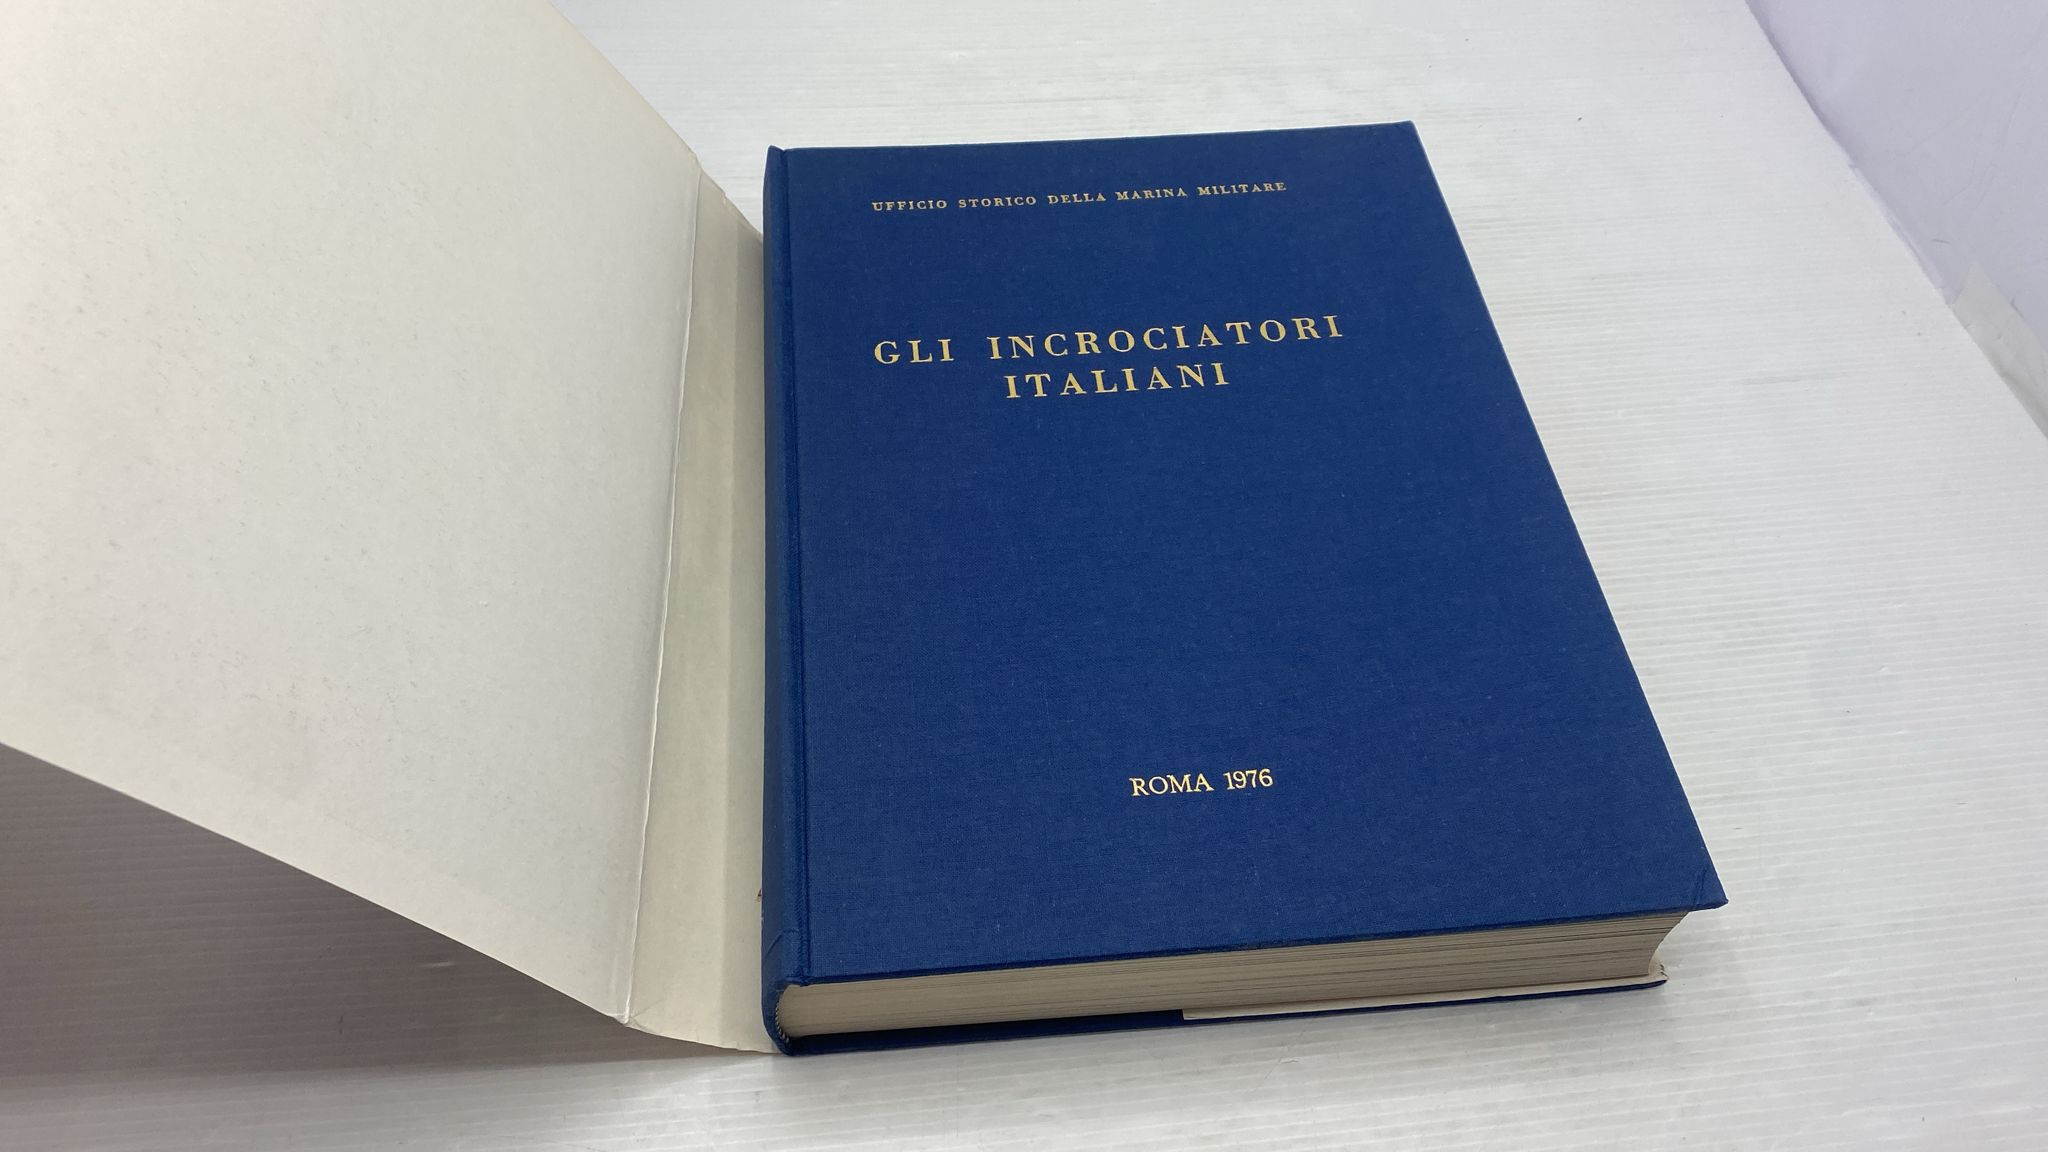 UFFICIO STORICO DELLA MARINA MILITARE
GLI INCROCIATORI
ITALIANI
ROMA 1976